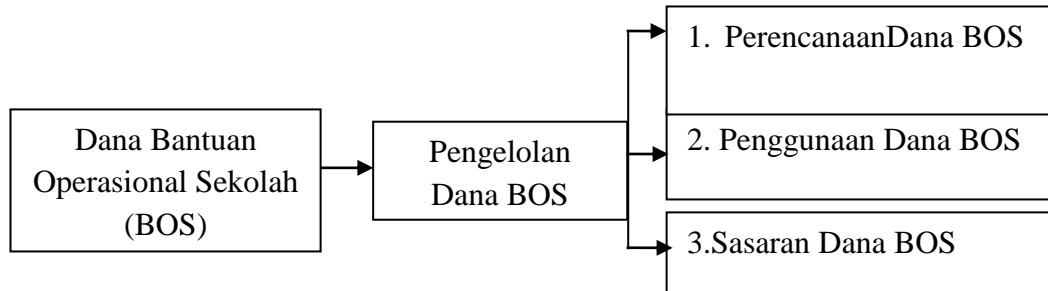 Dana Bantuan
Operasional Sekolah
(BOS)
Pengelolan
Dana BOS
1. PerencanaanDana BOS
2. Penggunaan Dana BOS
3.Sasaran Dana BOS